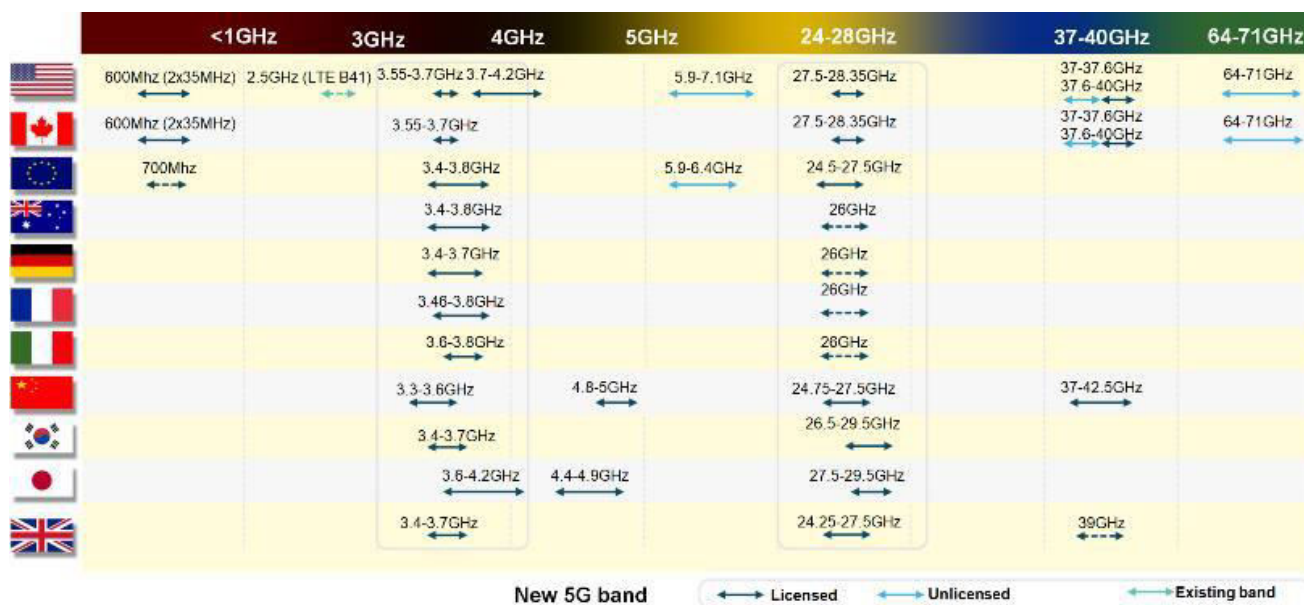 <1GHz 3GHz 4GHz 5GHz 24-28GHz 37-40GHz 64-71GHz
600Mhz (2x35MHz) 2.5GHz (LTE B41) 3.55-3.7GHz 3.7-4.2GHz 5.9-7.1GHz 27.5-28.35GHz 37-37.6GHz 64-71GHz
37.6-40GHz
600Mhz (2x35MHz) 3.55-3.7GHz 27.5-28.35GHz 37-37.6GHz 64-71GHz
37.6-40GHz
700Mhz 3.4-3.8GHz 5.9-6.4GHz 24.5-27.5GHz
3.4-3.8GHz 26GHz
3.4-3.7GHz 26GHz
3.46-3.8GHz 26GHz
3.6-3.8GHz 26GHz
3.3-3.6GHz 4.8-5GHz 24.75-27.5GHz 37-42.5GHz
3.4-3.7GHz 26.5-29.5GHz
3.6-4.2GHz 4.4-4.9GHz 27.5-29.5GHz
3.4-3.7GHz 24.25-27.5GHz 39GHz
New 5G band Licensed Unlicensed Existing band